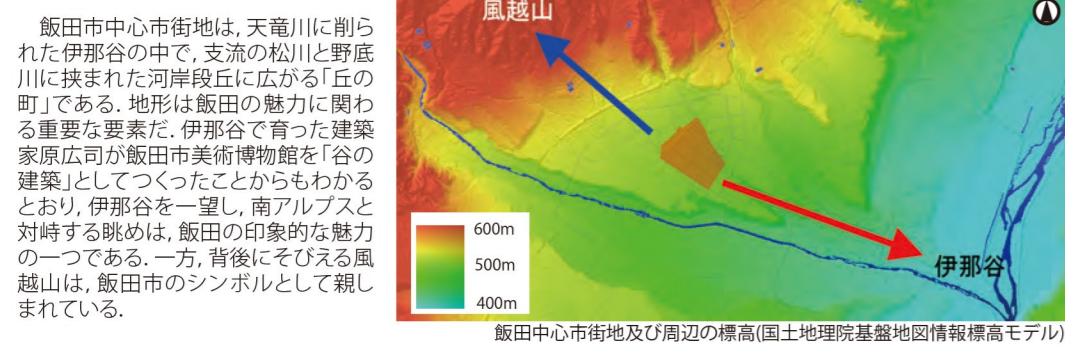 飯田市中心市街地は，天竜川に削ら
れた伊那谷の中で，支流の松川と野底
川に挟まれた河岸段丘に広がる「丘の
町」である．地形は飯田の魅力に関わ
る重要な要素だ．伊那谷で育った建築
家原広司が飯田市美術博物館を「谷の
建築」としてつくったことからもわかる
とおり，伊那谷を一望し，南アルプスと
対峙する眺めは，飯田の印象的な魅力
の一つである．一方，背後にそびえる風
越山は，飯田市のシンボルとして親し
まれている．
風越山
600m
500m
400m
伊那谷
飯田中心市街地及び周辺の標高(国土地理院基盤地図情報標高モデル)